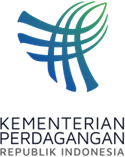 KEMENTERIAN
PERDAGANGAN
REPUBLIK INDONESIA